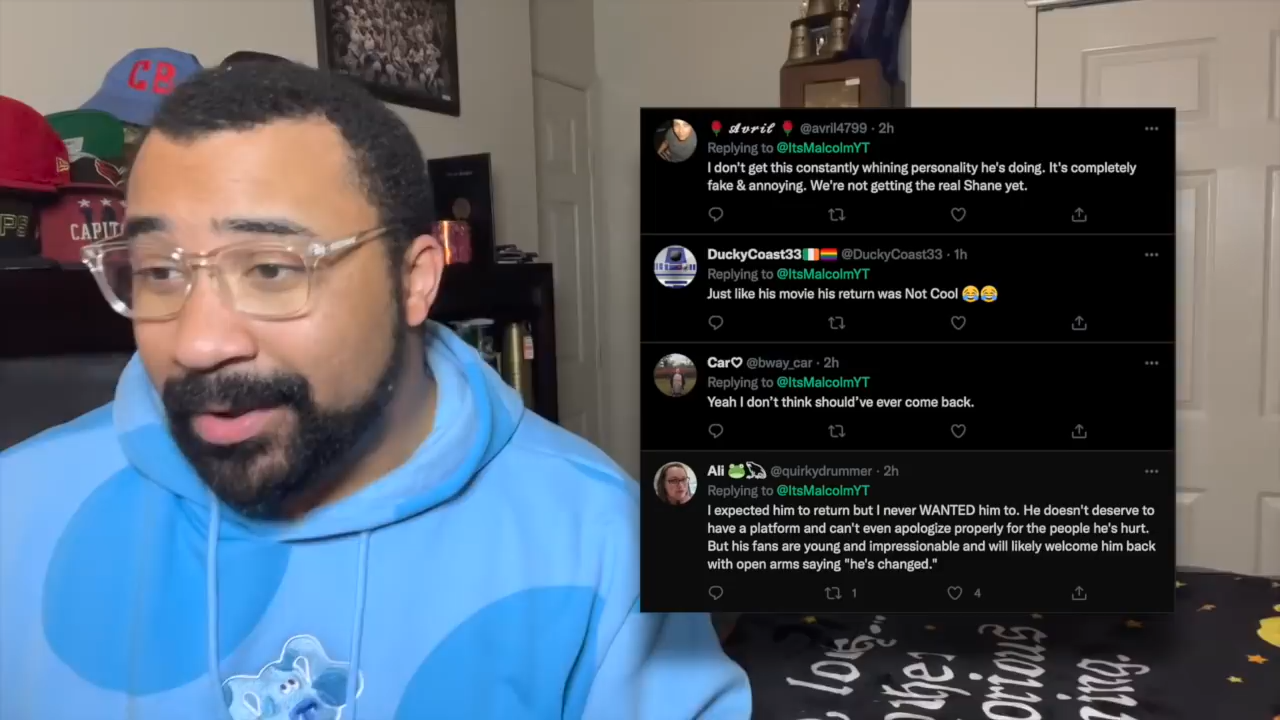 CB
CAPIT
🌹 𝓐𝓿𝓻𝓲𝓵 🌹 @avril4799 · 2h
Replying to @ItsMalcolmYT
I don't get this constantly whining personality he's doing. It's completely
fake & annoying. We're not getting the real Shane yet.
DuckyCoast33🇮🇪🏳️‍🌈 @DuckyCoast33 · 1h
Replying to @ItsMalcolmYT
Just like his movie his return was Not Cool 😂😂
Car♡ @bway_car · 2h
Replying to @ItsMalcolmYT
Yeah I don't think should've ever come back.
Ali 🐸 @quirkydrummer · 2h
Replying to @ItsMalcolmYT
I expected him to return but I never WANTED him to. He doesn't deserve to
have a platform and can't even apologize properly for the people he's hurt.
But his fans are young and impressionable and will likely welcome him back
with open arms saying "he's changed."
1 4